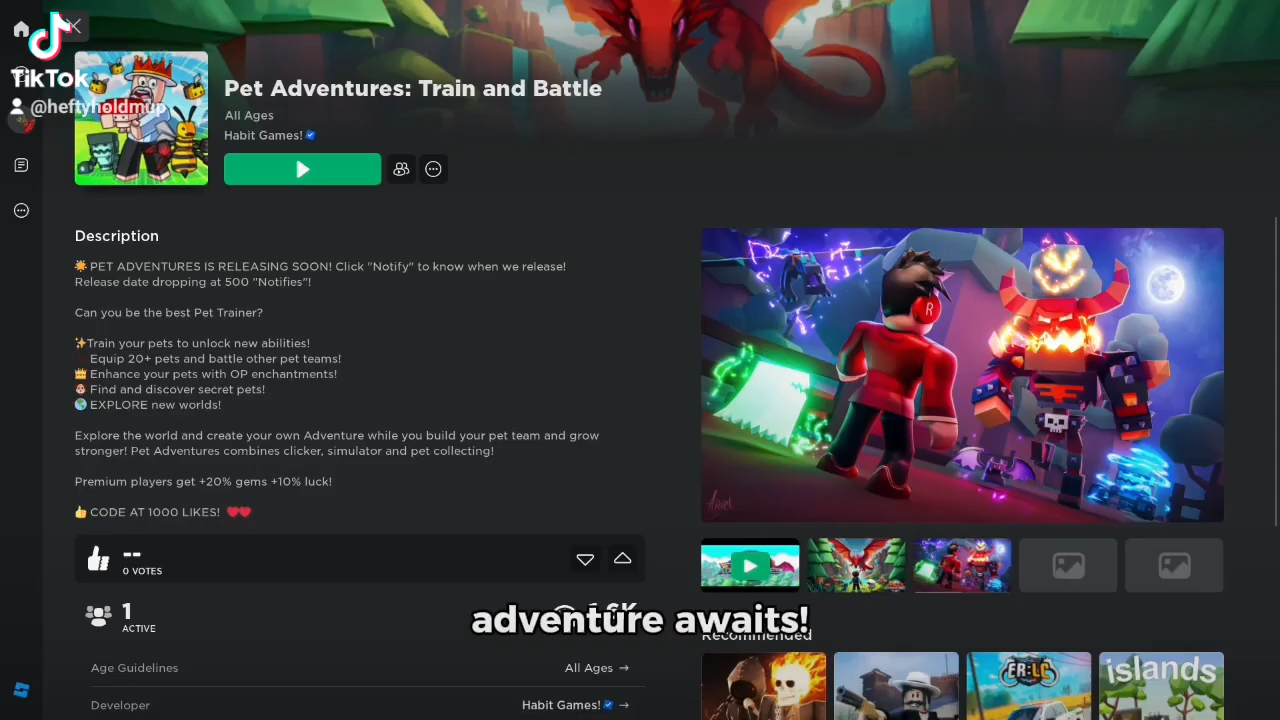 TikTok
@heftyholdmup
Pet Adventures: Train and Battle
All Ages
Habit Games!
Description
PET ADVENTURES IS RELEASING SOON! Click "Notify" to know when we release!
Release date dropping at 500 "Notifies"!
Can you be the best Pet Trainer?
Train your pets to unlock new abilities!
Equip 20+ pets and battle other pet teams!
Enhance your pets with OP enchantments!
Find and discover secret pets!
EXPLORE new worlds!
Explore the world and create your own Adventure while you build your pet team and grow
stronger! Pet Adventures combines clicker, simulator and pet collecting!
Premium players get +20% gems +10% luck!
CODE AT 1000 LIKES!
--
0 VOTES
1
ACTIVE
adventure awaits!
Age Guidelines
All Ages →
Developer
Habit Games! →
R
Recommended
ER:LC
islands